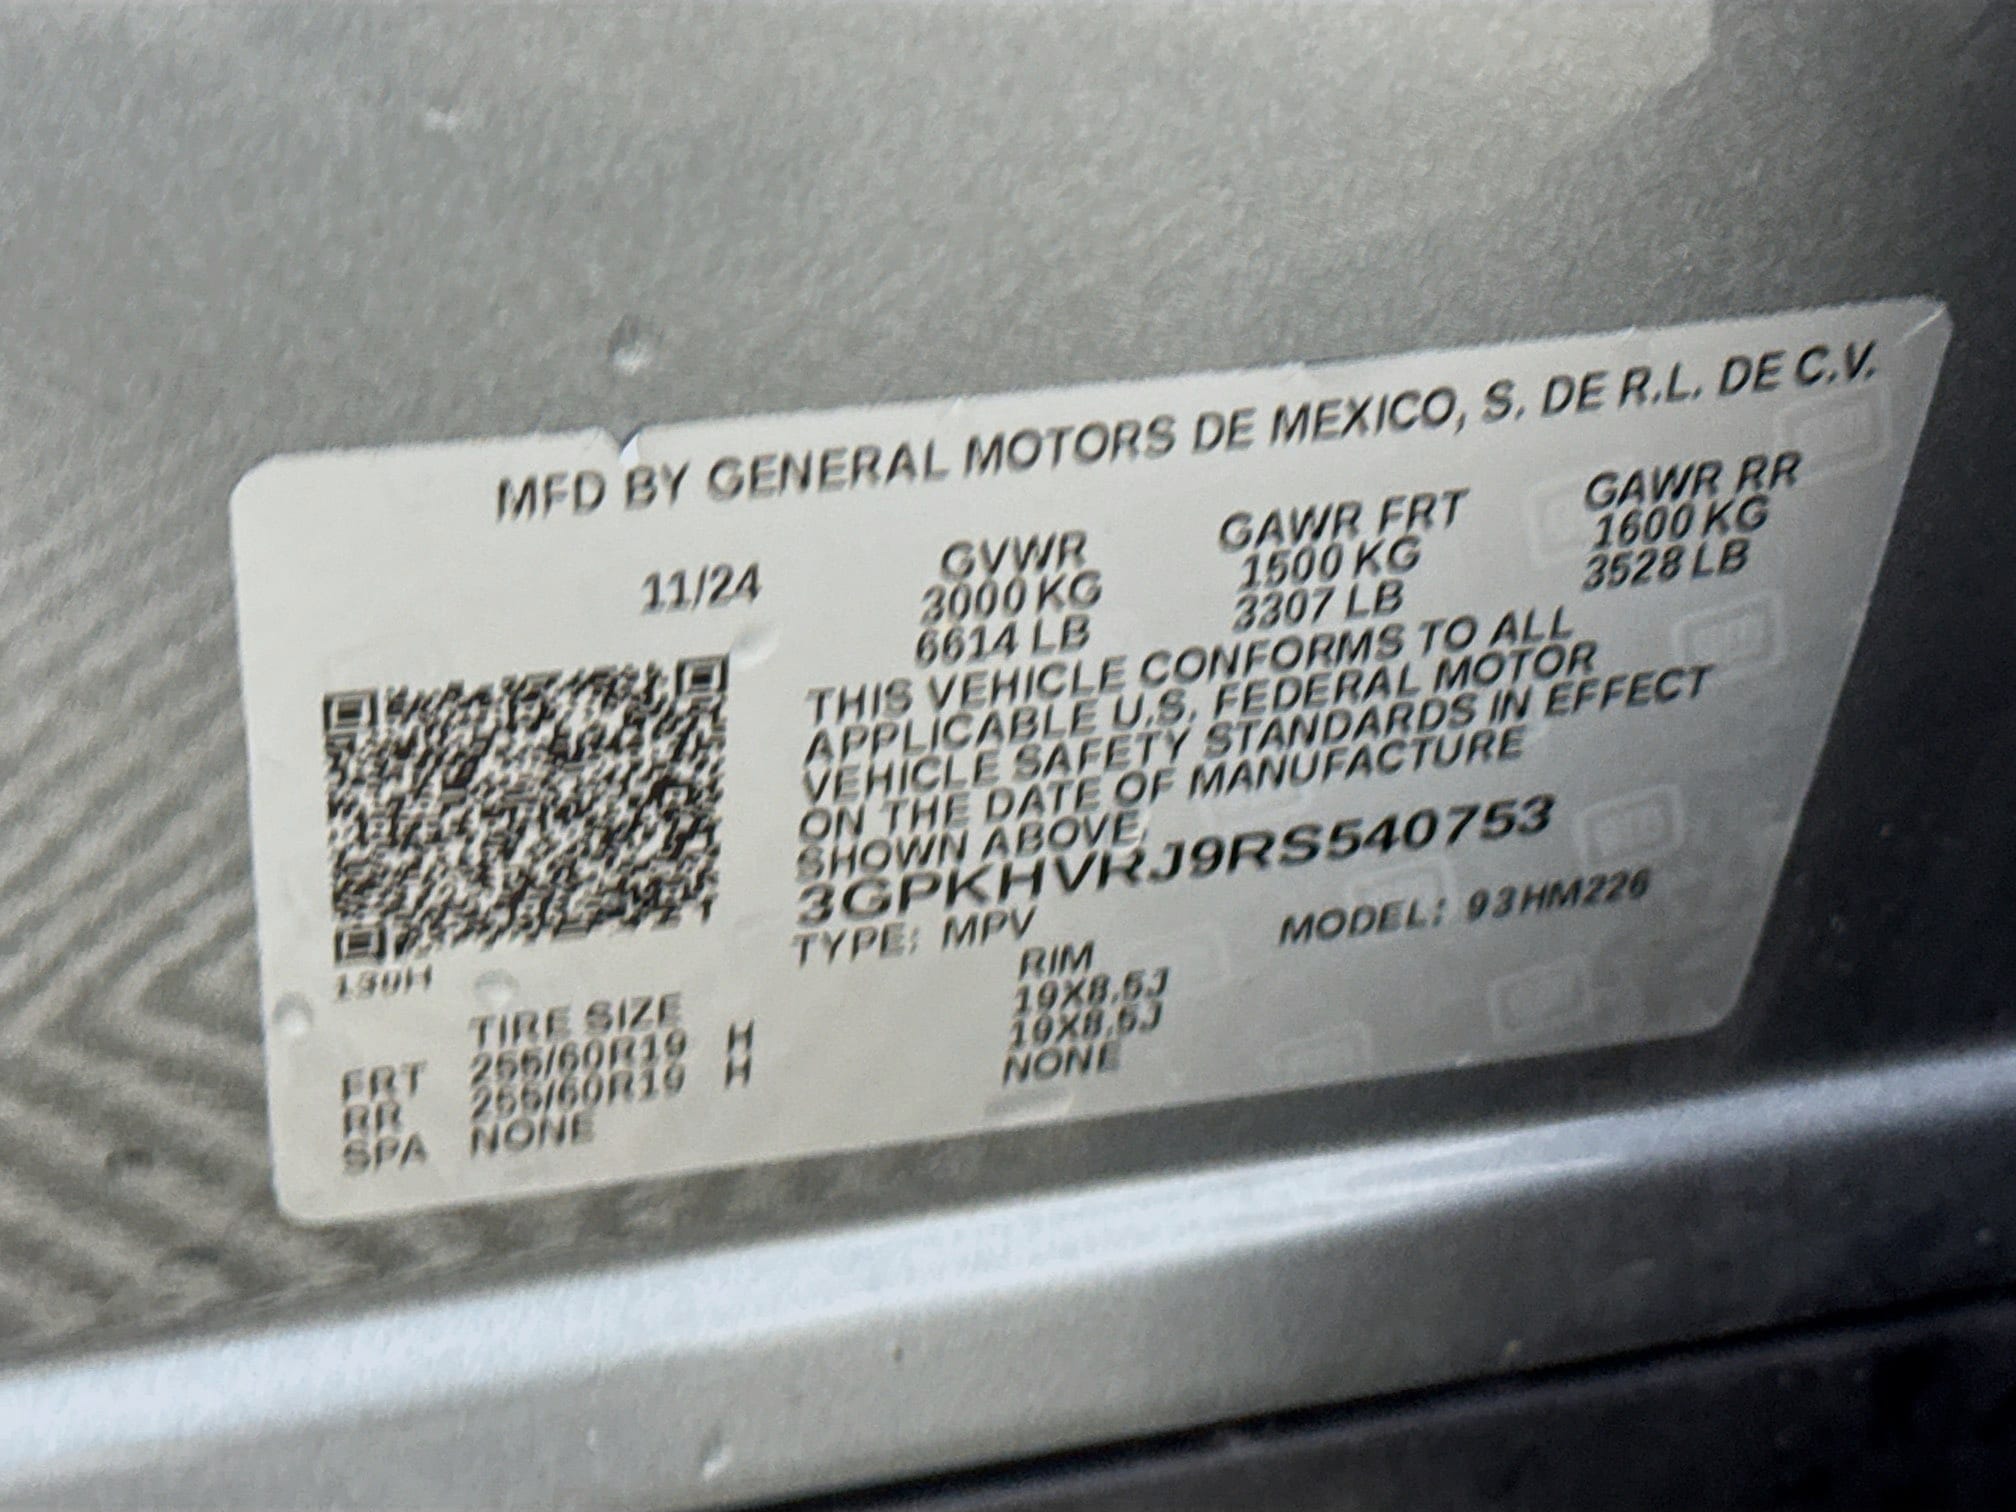 MFD BY GENERAL MOTORS DE MEXICO, S. DE R.L. DE C.V.
11/24
GVWR
3000 KG
6614 LB
GAWR FRT
1500 KG
3307 LB
GAWR RR
1600 KG
3528 LB
THIS VEHICLE CONFORMS TO ALL
APPLICABLE U.S. FEDERAL MOTOR
VEHICLE SAFETY STANDARDS IN EFFECT
ON THE DATE OF MANUFACTURE
SHOWN ABOVE.
3GPKHVRJ9RS540753
TYPE: MPV MODEL: 93HM226
130H
TIRE SIZE RIM
FRT 255/60R19 H 19X8.5J
RR 255/60R19 H 19X8.5J
SPA NONE NONE